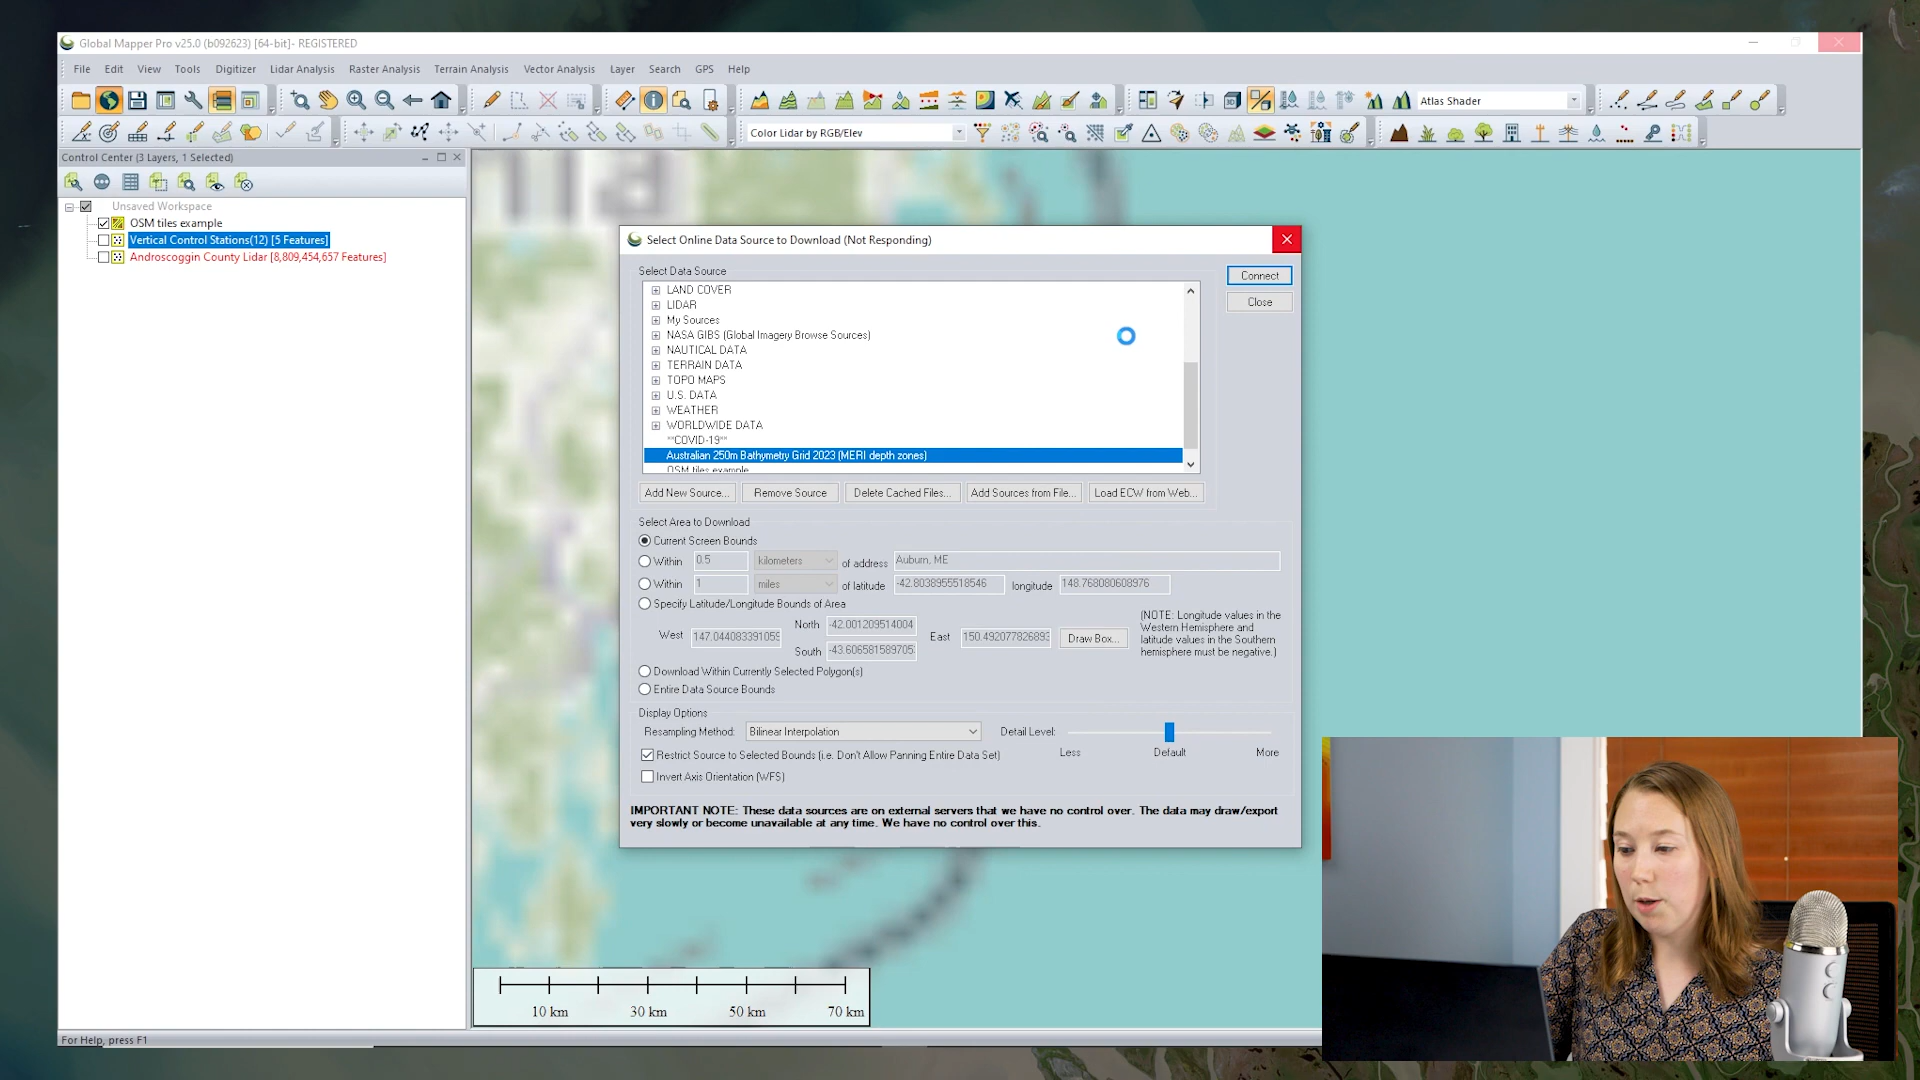 Global Mapper Pro v25.0 (b092623) [64-bit]- REGISTERED
File Edit View Tools Digitizer Lidar Analysis Raster Analysis Terrain Analysis Vector Analysis Layer Search GPS Help
Atlas Shader
Color Lidar by RGB/Elev
Control Center (3 Layers, 1 Selected)
Unsaved Workspace
OSM tiles example
Vertical Control Stations(12) [5 Features]
Androscoggin County Lidar [8,809,454,657 Features]
Select Online Data Source to Download (Not Responding)
Select Data Source
LAND COVER
LIDAR
My Sources
NASA GIBS (Global Imagery Browse Sources)
NAUTICAL DATA
TERRAIN DATA
TOPO MAPS
U.S. DATA
WEATHER
WORLDWIDE DATA
**COVID-19**
Australian 250m Bathymetry Grid 2023 (MERI depth zones)
OSM tiles example
Connect
Close
Add New Source... Remove Source Delete Cached Files... Add Sources from File... Load ECW from Web...
Select Area to Download
Current Screen Bounds
Within 0.5 kilometers of address Auburn, ME
Within 1 miles of latitude -42.8038955518546 longitude 148.768080608976
Specify Latitude/Longitude Bounds of Area
North -42.001209514004
West 147.044083391059 East 150.492077826893 Draw Box...
South -43.606581589705
(NOTE: Longitude values in the
Western Hemisphere and
latitude values in the Southern
hemisphere must be negative.)
Download Within Currently Selected Polygon(s)
Entire Data Source Bounds
Display Options
Resampling Method: Bilinear Interpolation Detail Level:
Less Default More
Restrict Source to Selected Bounds (i.e. Don't Allow Panning Entire Data Set)
Invert Axis Orientation (WFS)
IMPORTANT NOTE: These data sources are on external servers that we have no control over. The data may draw/export
very slowly or become unavailable at any time. We have no control over this.
10 km 30 km 50 km 70 km
For Help, press F1